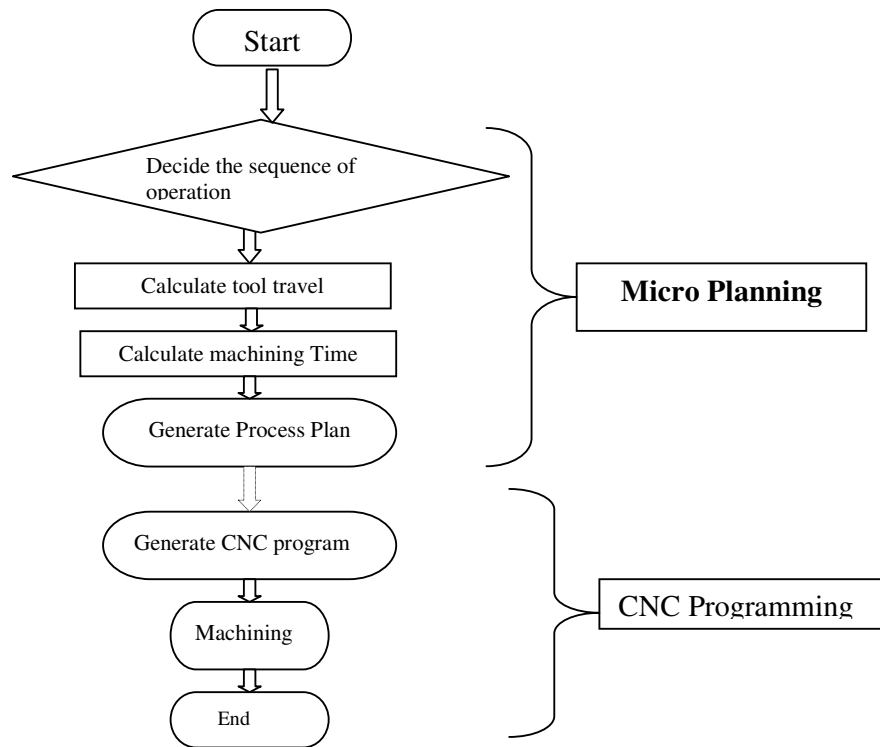 Start
Decide the sequence of
operation
Calculate tool travel
Micro Planning
Calculate machining Time
Generate Process Plan
Generate CNC program
CNC Programming
Machining
End